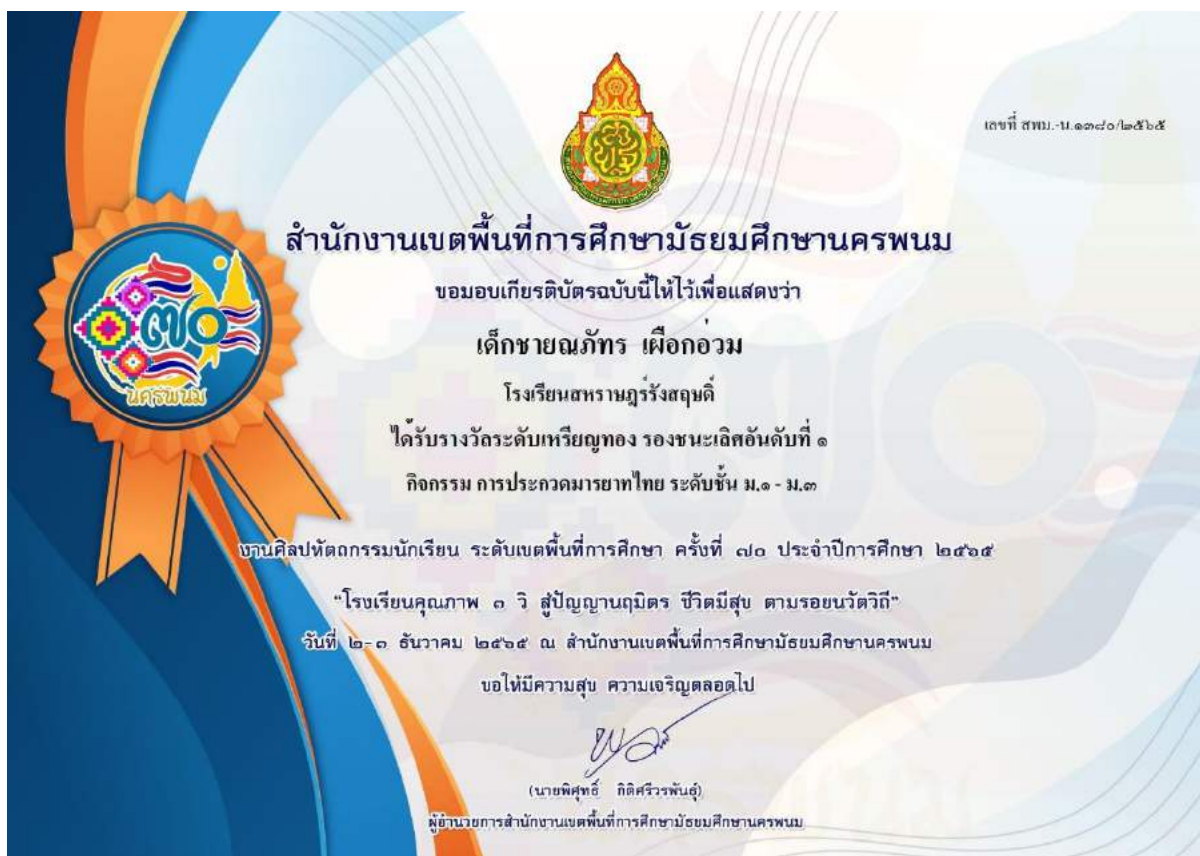 เลขที่ สพม.-น.๑๓๘๐/๒๕๖๕
สำนักงานเขตพื้นที่การศึกษามัธยมศึกษานครพนม
ขอมอบเกียรติบัตรฉบับนี้ให้ไว้เพื่อแสดงว่า
เด็กชายณภัทร เผือกอ่วม
โรงเรียนสหราษฎร์รังสฤษดิ์
ได้รับรางวัลระดับเหรียญทอง รองชนะเลิศอันดับที่ ๑
กิจกรรม การประกวดมารยาทไทย ระดับชั้น ม.๑ - ม.๓
๗๐
นครพนม
งานศิลปหัตถกรรมนักเรียน ระดับเขตพื้นที่การศึกษา ครั้งที่ ๗๐ ประจำปีการศึกษา ๒๕๖๕
“โรงเรียนคุณภาพ ๓ วิ สู่ปัญญานฤมิตร ชีวิตมีสุข ตามรอยนวัตวิถี”
วันที่ ๒-๓ ธันวาคม ๒๕๖๕ ณ สำนักงานเขตพื้นที่การศึกษามัธยมศึกษานครพนม
ขอให้มีความสุข ความเจริญตลอดไป
(นายพิศุทธิ์ กิติศรีวรพันธุ์)
ผู้อำนวยการสำนักงานเขตพื้นที่การศึกษามัธยมศึกษานครพนม